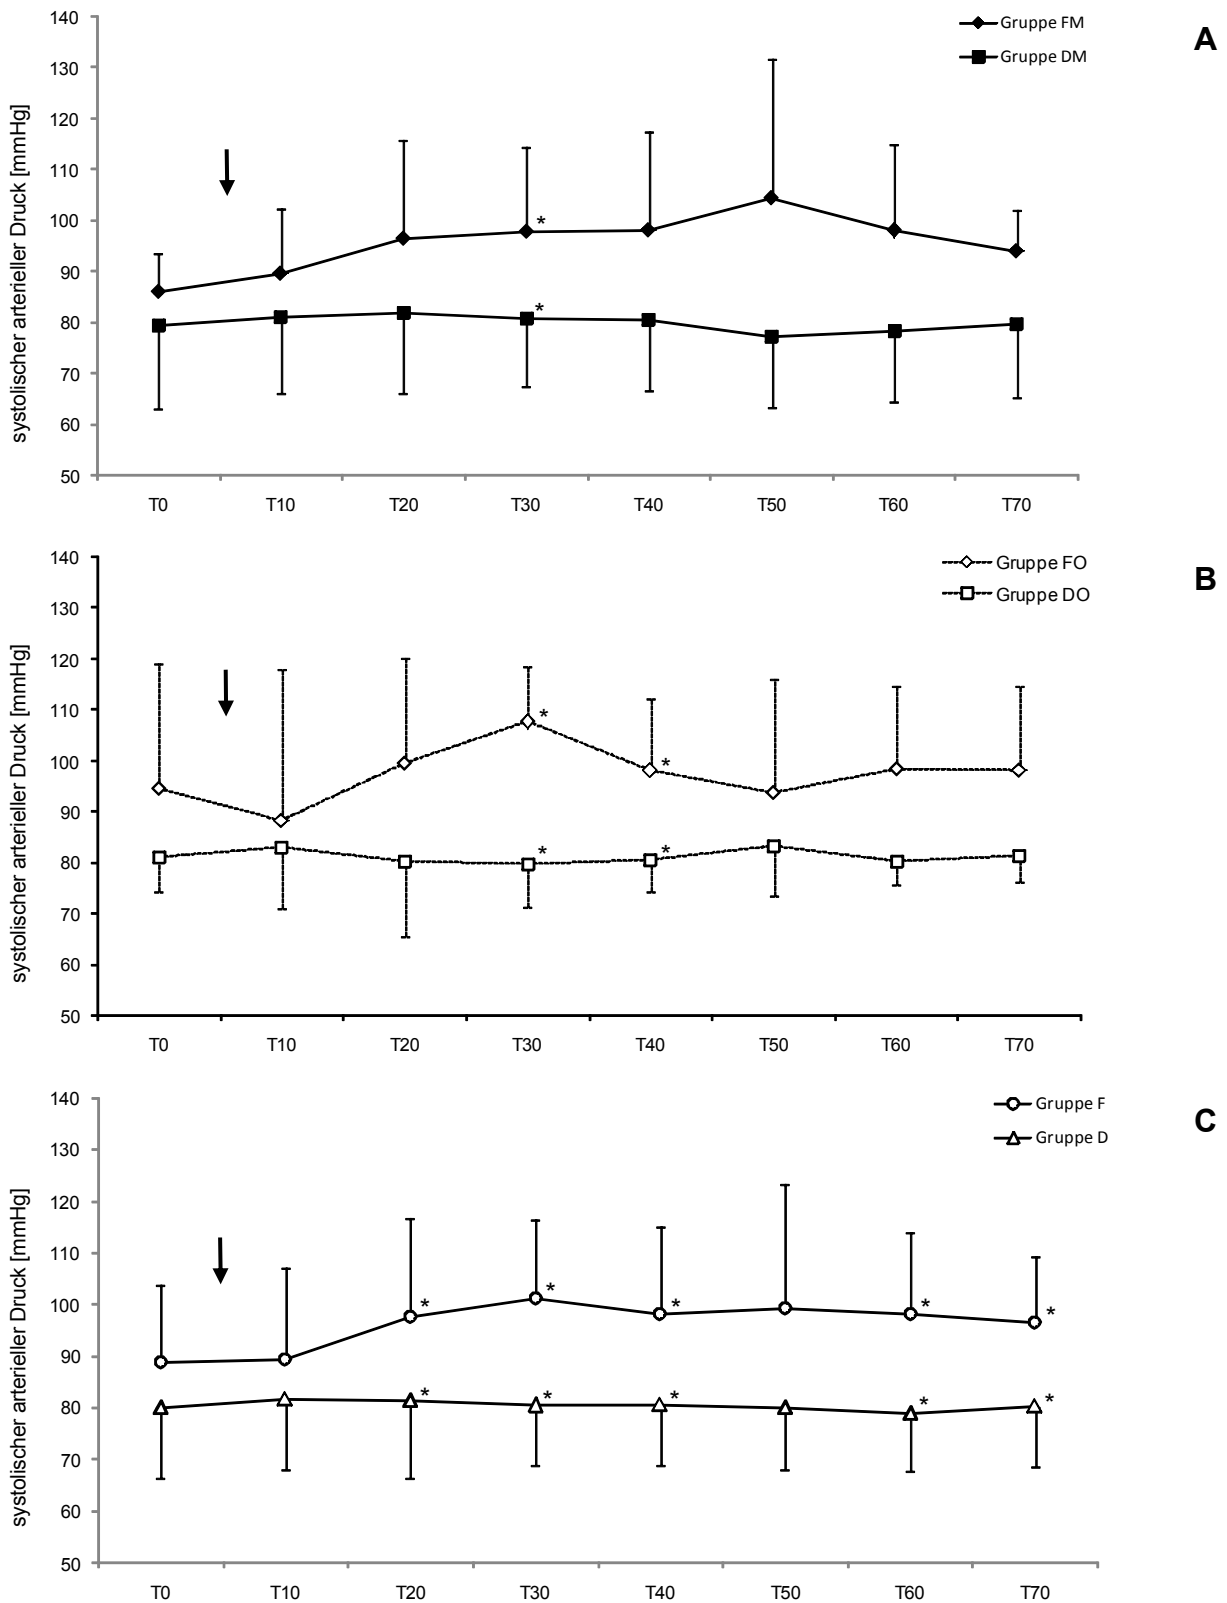 Gruppe FM
Gruppe DM
A
systolischer arterieller Druck [mmHg]
140
130
120
110
100
90
80
70
60
50
*
*
T0 T10 T20 T30 T40 T50 T60 T70
Gruppe FO
Gruppe DO
B
systolischer arterieller Druck [mmHg]
140
130
120
110
100
90
80
70
60
50
* *
* *
T0 T10 T20 T30 T40 T50 T60 T70
Gruppe F
Gruppe D
C
systolischer arterieller Druck [mmHg]
140
130
120
110
100
90
80
70
60
50
* * * * *
* * * * *
T0 T10 T20 T30 T40 T50 T60 T70